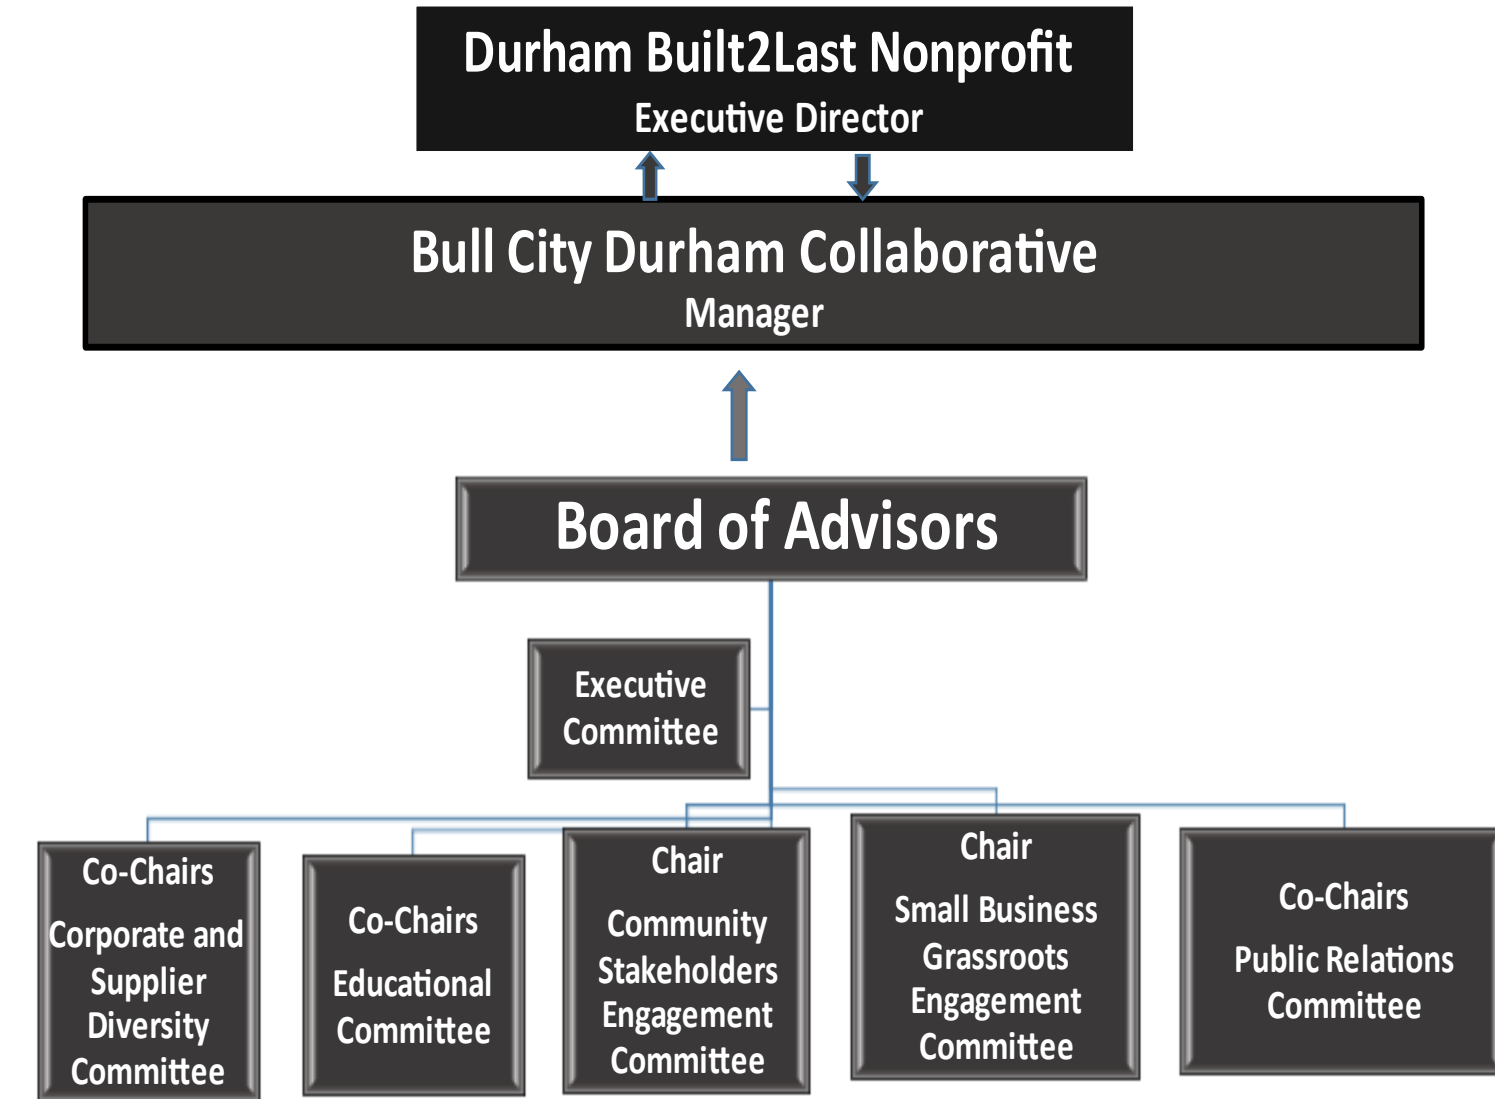 Durham Built2Last Nonprofit
Executive Director
Bull City Durham Collaborative
Manager
Board of Advisors
Executive
Committee
Co-Chairs
Corporate and
Supplier
Diversity
Committee
Co-Chairs
Educational
Committee
Chair
Community
Stakeholders
Engagement
Committee
Chair
Small Business
Grassroots
Engagement
Committee
Co-Chairs
Public Relations
Committee